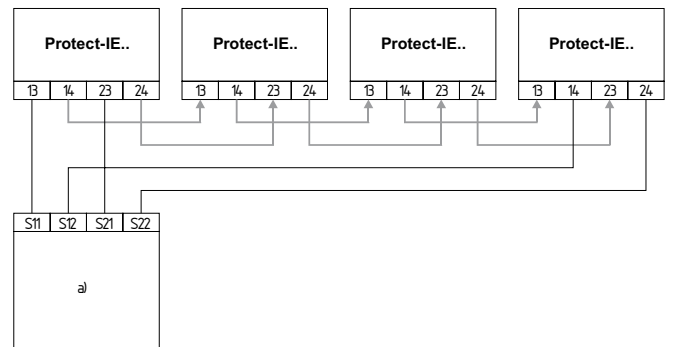 Protect-IE.. Protect-IE.. Protect-IE.. Protect-IE..
13 14 23 24 13 14 23 24 13 14 23 24 13 14 23 24
S11 S12 S21 S22
a)